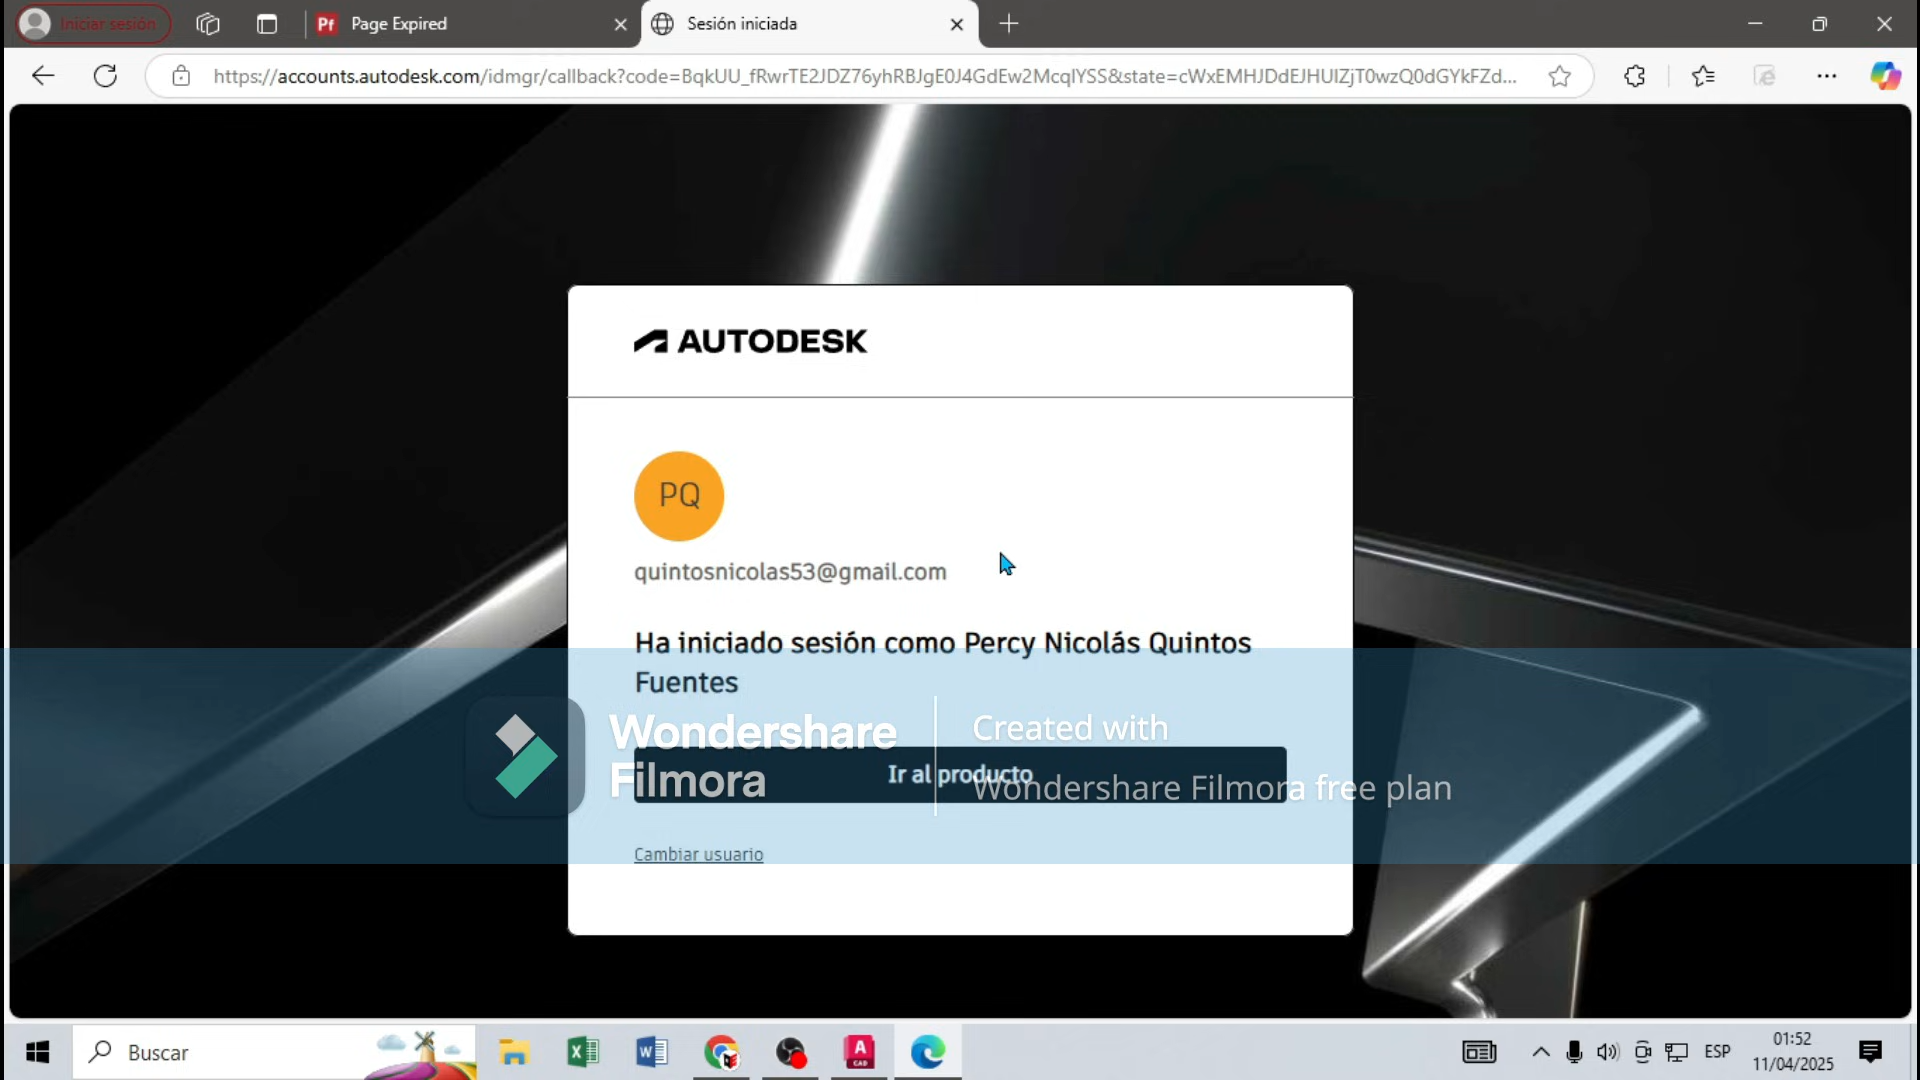 Iniciar sesión
Pf Page Expired
Sesión iniciada
https://accounts.autodesk.com/idmgr/callback?code=BqkUU_fRwrTE2JDZ76yhRBJgE0J4GdEw2McqlYSS&state=cWxEMHJDdEJHUlZjT0wzQ0dGYkFZd...
AUTODESK
PQ
quintosnicolas53@gmail.com
Ha iniciado sesión como Percy Nicolás Quintos
Fuentes
Wondershare
Filmora
Created with
Wondershare Filmora free plan
Ir al producto
Cambiar usuario
Buscar
ESP
01:52
11/04/2025